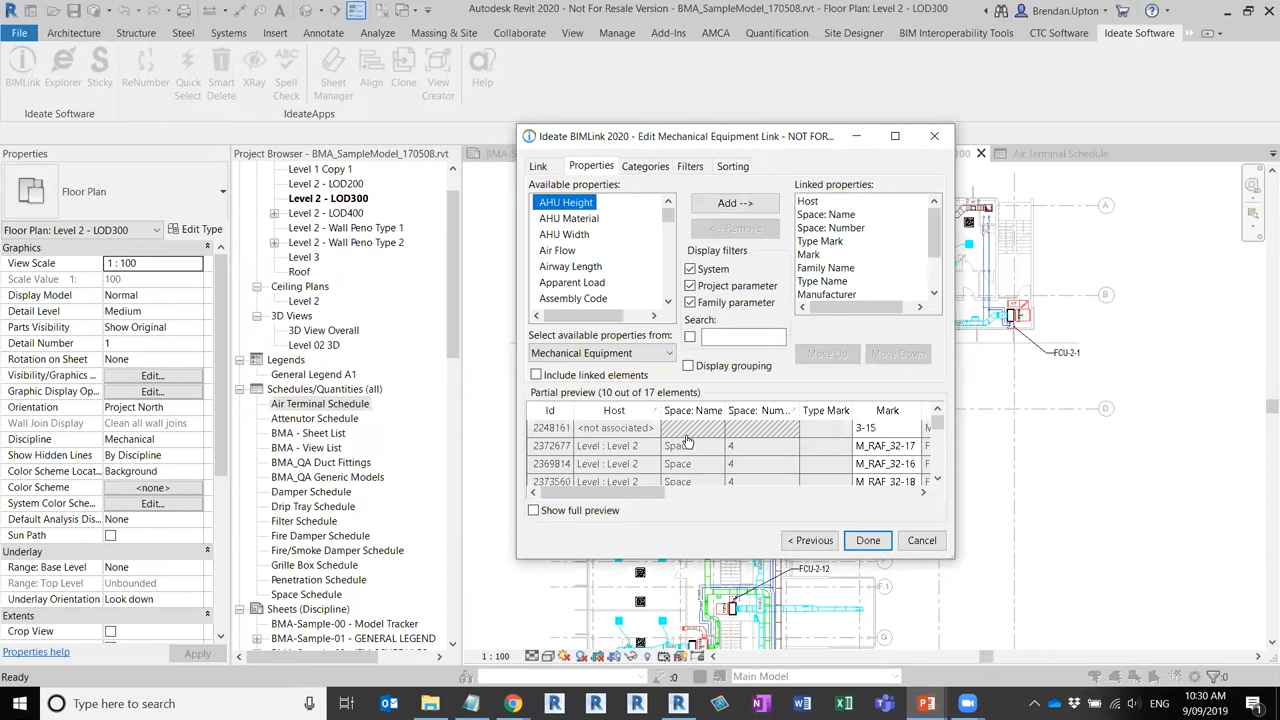 Autodesk Revit 2020 - Not For Resale Version - BMA_SampleModel_170508.rvt - Floor Plan: Level 2 - LOD300
Brendan.Upton
File Architecture Structure Steel Systems Insert Annotate Analyze Massing & Site Collaborate View Manage Add-Ins AMCA Quantification Site Designer BIM Interoperability Tools CTC Software Ideate Software
BIMLink Explorer Sticky ReNumber Quick Select Smart Delete XRay Spell Check Sheet Manager Align Clone View Creator Help
Ideate Software IdeateApps
Properties
Floor Plan
Floor Plan: Level 2 - LOD300 Edit Type
Graphics
View Scale 1 : 100
Scale Value 1: 100
Display Model Normal
Detail Level Medium
Parts Visibility Show Original
Detail Number 1
Rotation on Sheet None
Visibility/Graphics ... Edit...
Graphic Display Op... Edit...
Orientation Project North
Wall Join Display Clean all wall joins
Discipline Mechanical
Show Hidden Lines By Discipline
Color Scheme Locat... Background
Color Scheme <none>
System Color Sche... Edit...
Default Analysis Dis... None
Sun Path
Underlay
Range: Base Level None
Range: Top Level Unbounded
Underlay Orientation Look down
Extents
Crop View
Properties help Apply
Project Browser - BMA_SampleModel_170508.rvt
Level 1 Copy 1
Level 2 - LOD200
Level 2 - LOD300
Level 2 - LOD400
Level 2 - Wall Peno Type 1
Level 2 - Wall Peno Type 2
Level 3
Roof
Ceiling Plans
Level 2
3D Views
3D View Overall
Level 02 3D
Legends
General Legend A1
Schedules/Quantities (all)
Air Terminal Schedule
Attenutor Schedule
BMA - Sheet List
BMA - View List
BMA_QA Duct Fittings
BMA_QA Generic Models
Damper Schedule
Drip Tray Schedule
Filter Schedule
Fire Damper Schedule
Fire/Smoke Damper Schedule
Grille Box Schedule
Penetration Schedule
Space Schedule
Sheets (Discipline)
BMA-Sample-00 - Model Tracker
BMA-Sample-01 - GENERAL LEGEND
Air Terminal Schedule
Ideate BIMLink 2020 - Edit Mechanical Equipment Link - NOT FOR...
Link Properties Categories Filters Sorting
Available properties:
AHU Height
AHU Material
AHU Width
Air Flow
Airway Length
Apparent Load
Assembly Code
Select available properties from:
Mechanical Equipment
Include linked elements
Add -->
<-- Remove
Display filters
System
Project parameter
Family parameter
Search:
Display grouping
Linked properties:
Host
Space: Name
Space: Number
Type Mark
Mark
Family Name
Type Name
Manufacturer
Move Up Move Down
Partial preview (10 out of 17 elements)
Id Host Space: Name Space: Num... Type Mark Mark
2248161 <not associated> 3-15
2372677 Level : Level 2 Space 4 M_RAF_32-17
2369814 Level : Level 2 Space 4 M_RAF_32-16
2373560 Level : Level 2 Space 4 M_RAF_32-18
Show full preview
< Previous Done Cancel
A
B
FCU-2-1
D
FCU-2-12
F.1
G
1 : 100
Ready
:0
Main Model
:0
Type here to search
ENG
10:30 AM
9/09/2019